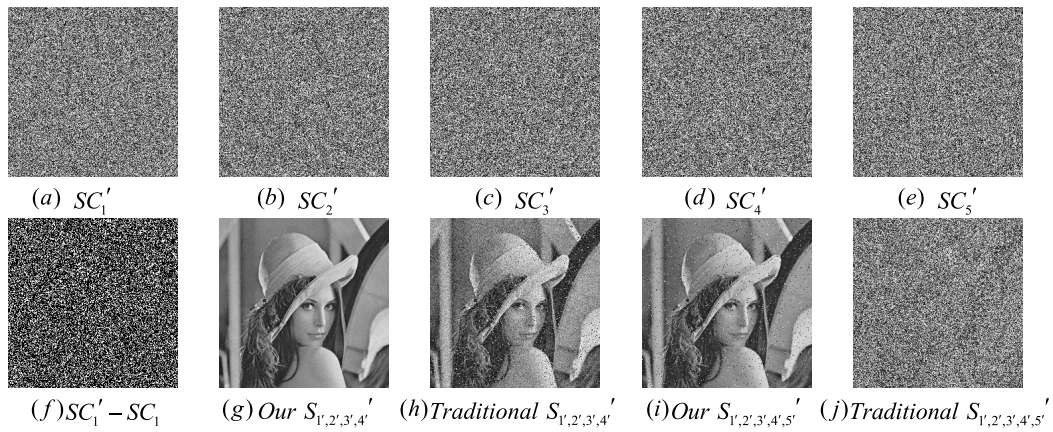 (a) SC₁′
(b) SC₂′
(c) SC₃′
(d) SC₄′
(e) SC₅′
(f) SC₁′ − SC₁
(g) Our S₁′,₂′,₃′,₄′′
(h) Traditional S₁′,₂′,₃′,₄′′
(i) Our S₁′,₂′,₃′,₄′,₅′′
(j) Traditional S₁′,₂′,₃′,₄′,₅′′